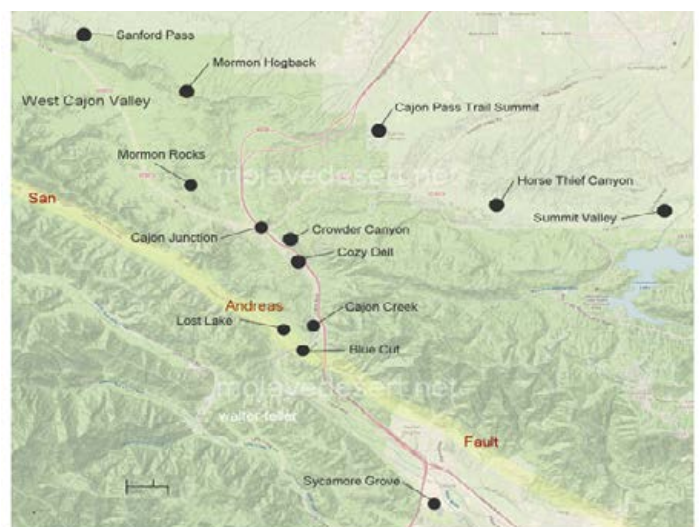 Sanford Pass
Mormon Hogback
West Cajon Valley
Cajon Pass Trail Summit
Mormon Rocks
mojavedesert.net
Horse Thief Canyon
San
Summit Valley
Crowder Canyon
Cajon Junction
Cozy Dell
Andreas
Cajon Creek
Lost Lake
Blue Cut
mojavedesert.net
walter feller
Fault
Sycamore Grove